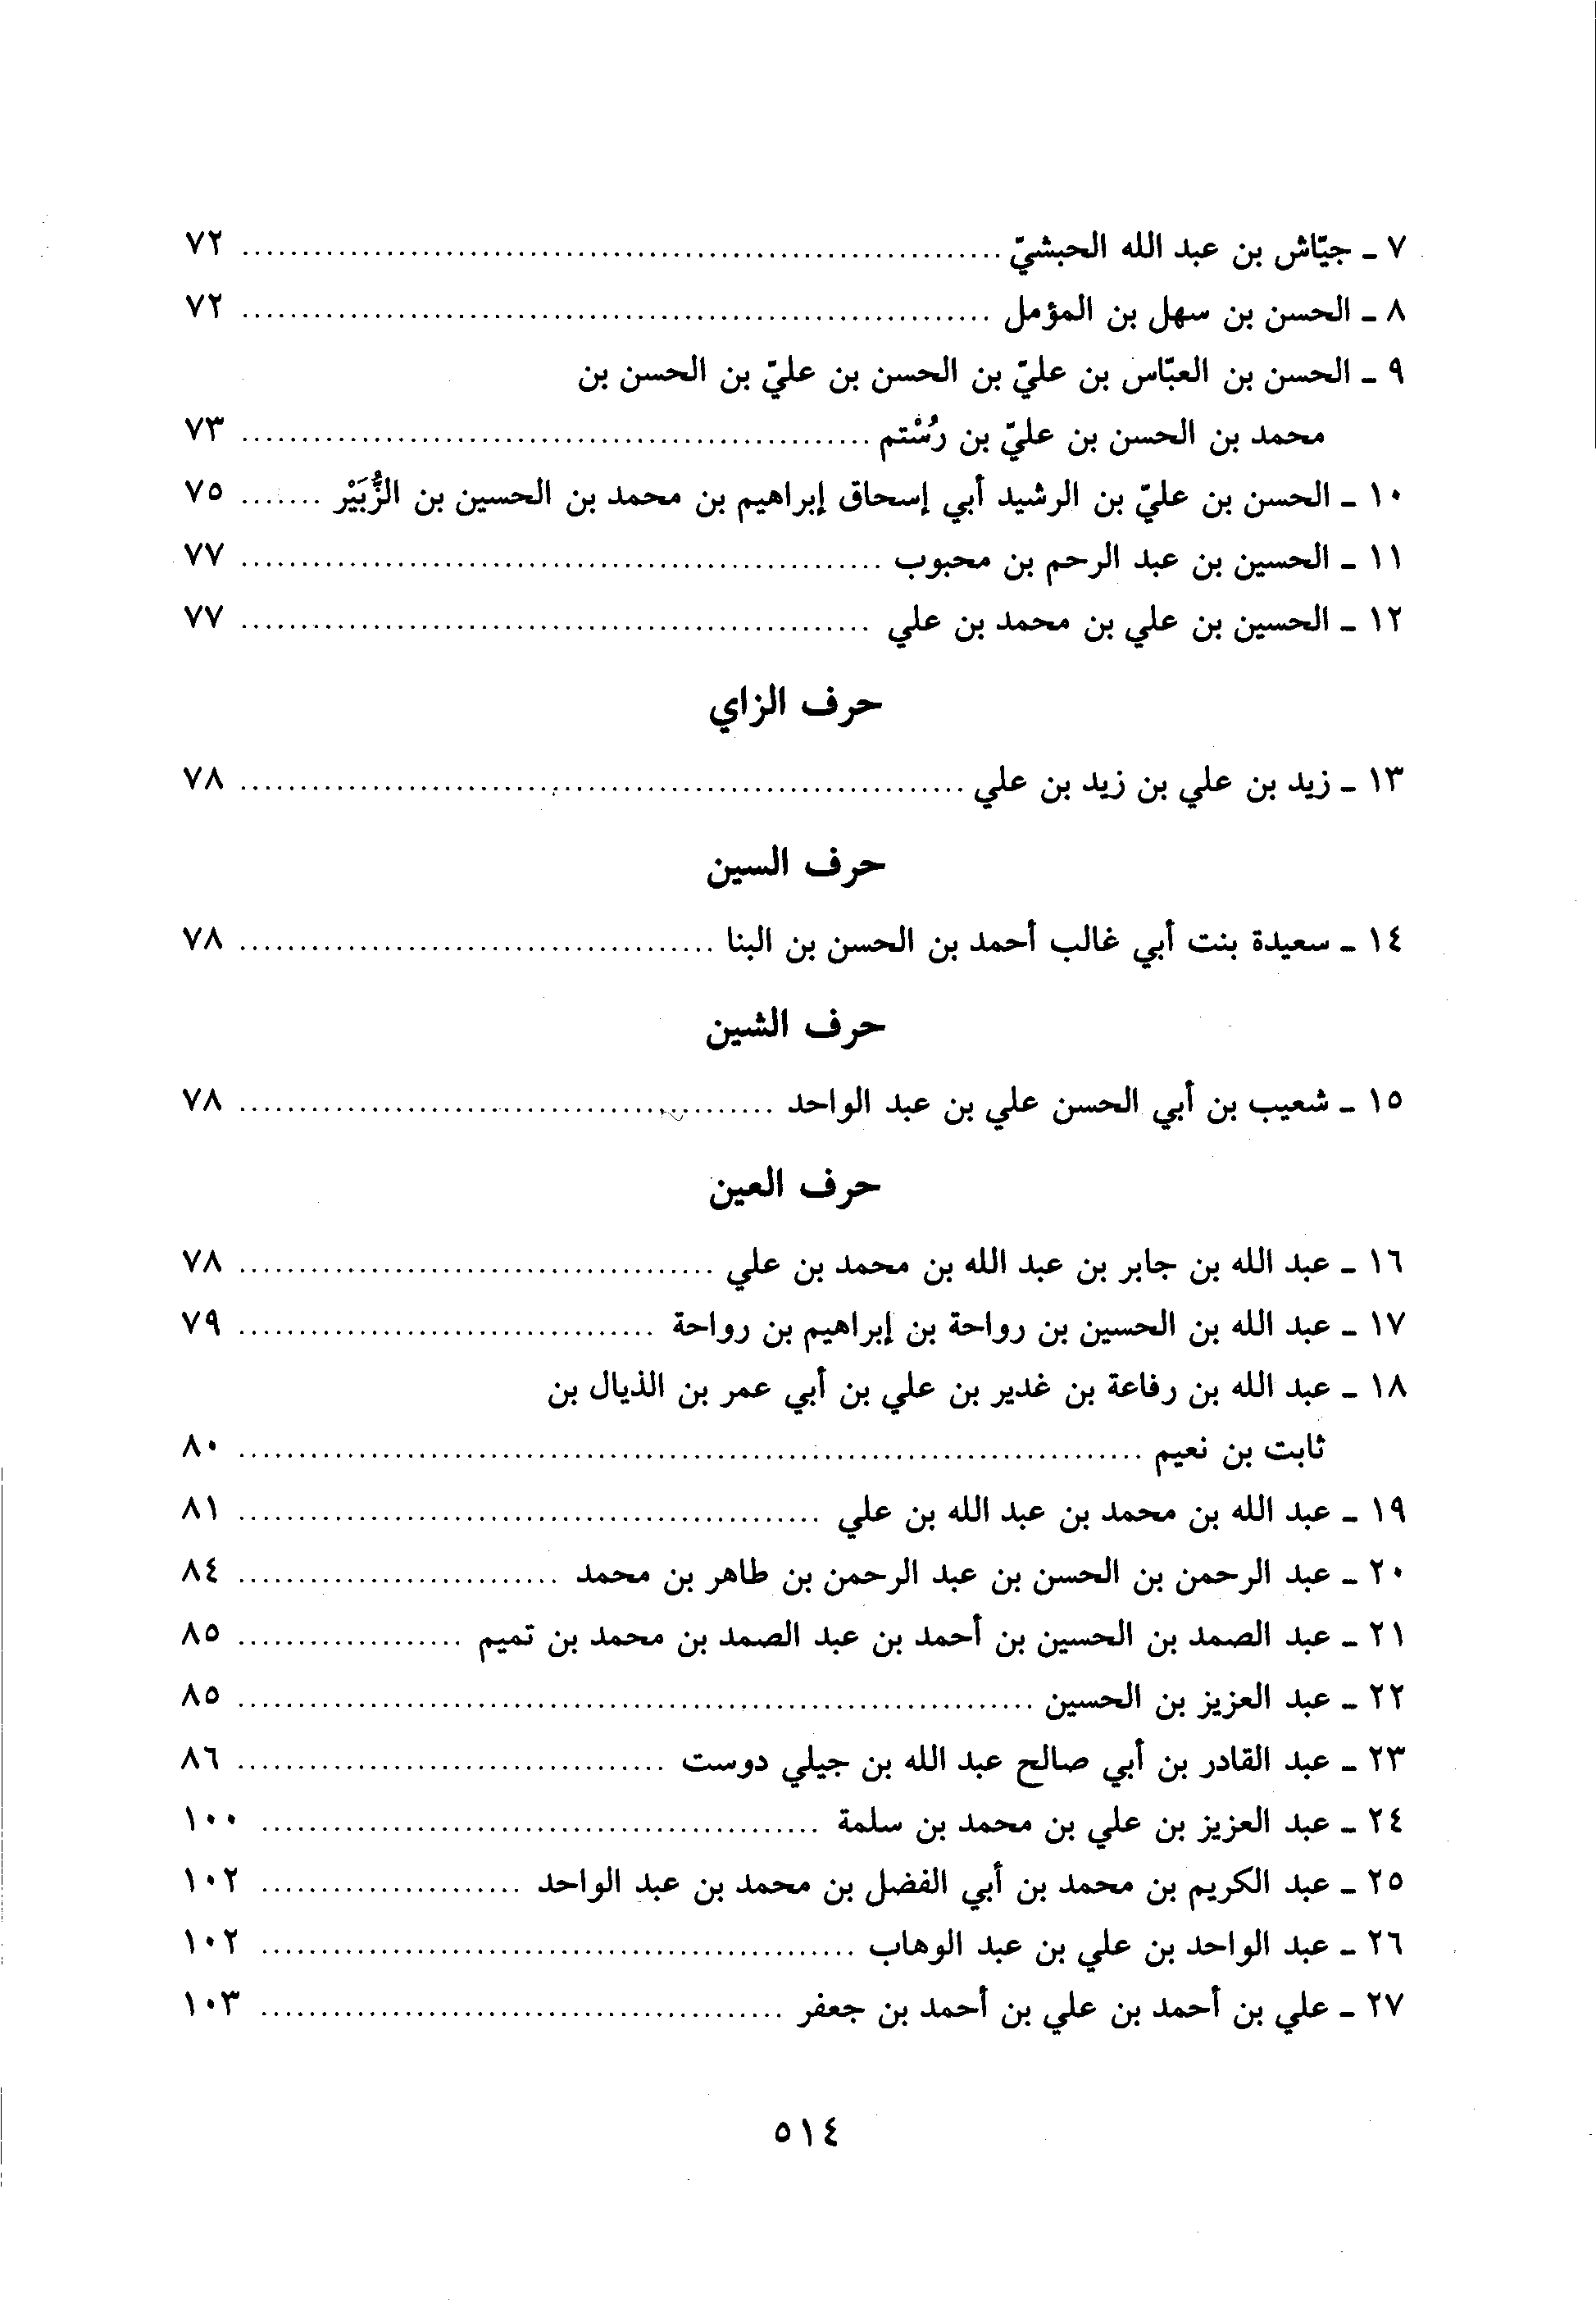 ٧ - جيّاش بن عبد الله الحبشيّ ........ ٧٢
٨ - الحسن بن سهل بن المؤمل ........ ٧٢
٩ - الحسن بن العبّاس بن عليّ بن الحسن بن عليّ بن الحسن بن
محمد بن الحسن بن عليّ بن رُسْتم ........ ٧٣
١٠ - الحسن بن عليّ بن الرشيد أبي إسحاق إبراهيم بن محمد بن الحسين بن الزُّبَيْر ....... ٧٥
١١ - الحسين بن عبد الرحم بن محبوب ........ ٧٧
١٢ - الحسين بن علي بن محمد بن علي ........ ٧٧
حرف الزاي
١٣ - زيد بن علي بن زيد بن علي ........ ٧٨
حرف السين
١٤ - سعيدة بنت أبي غالب أحمد بن الحسن بن البنا ........ ٧٨
حرف الشين
١٥ - شعيب بن أبي الحسن علي بن عبد الواحد ........ ٧٨
حرف العين
١٦ - عبد الله بن جابر بن عبد الله بن محمد بن علي ........ ٧٨
١٧ - عبد الله بن الحسين بن رواحة بن إبراهيم بن رواحة ........ ٧٩
١٨ - عبد الله بن رفاعة بن غدير بن علي بن أبي عمر بن الذيال بن
ثابت بن نعيم ........ ٨٠
١٩ - عبد الله بن محمد بن عبد الله بن علي ........ ٨١
٢٠ - عبد الرحمن بن الحسن بن عبد الرحمن بن طاهر بن محمد ........ ٨٤
٢١ - عبد الصمد بن الحسين بن أحمد بن عبد الصمد بن محمد بن تميم ........ ٨٥
٢٢ - عبد العزيز بن الحسين ........ ٨٥
٢٣ - عبد القادر بن أبي صالح عبد الله بن جيلي دوست ........ ٨٦
٢٤ - عبد العزيز بن علي بن محمد بن سلمة ........ ١٠٠
٢٥ - عبد الكريم بن محمد بن أبي الفضل بن محمد بن عبد الواحد ........ ١٠٢
٢٦ - عبد الواحد بن علي بن عبد الوهاب ........ ١٠٢
٢٧ - علي بن أحمد بن علي بن أحمد بن جعفر ........ ١٠٣
٥١٤